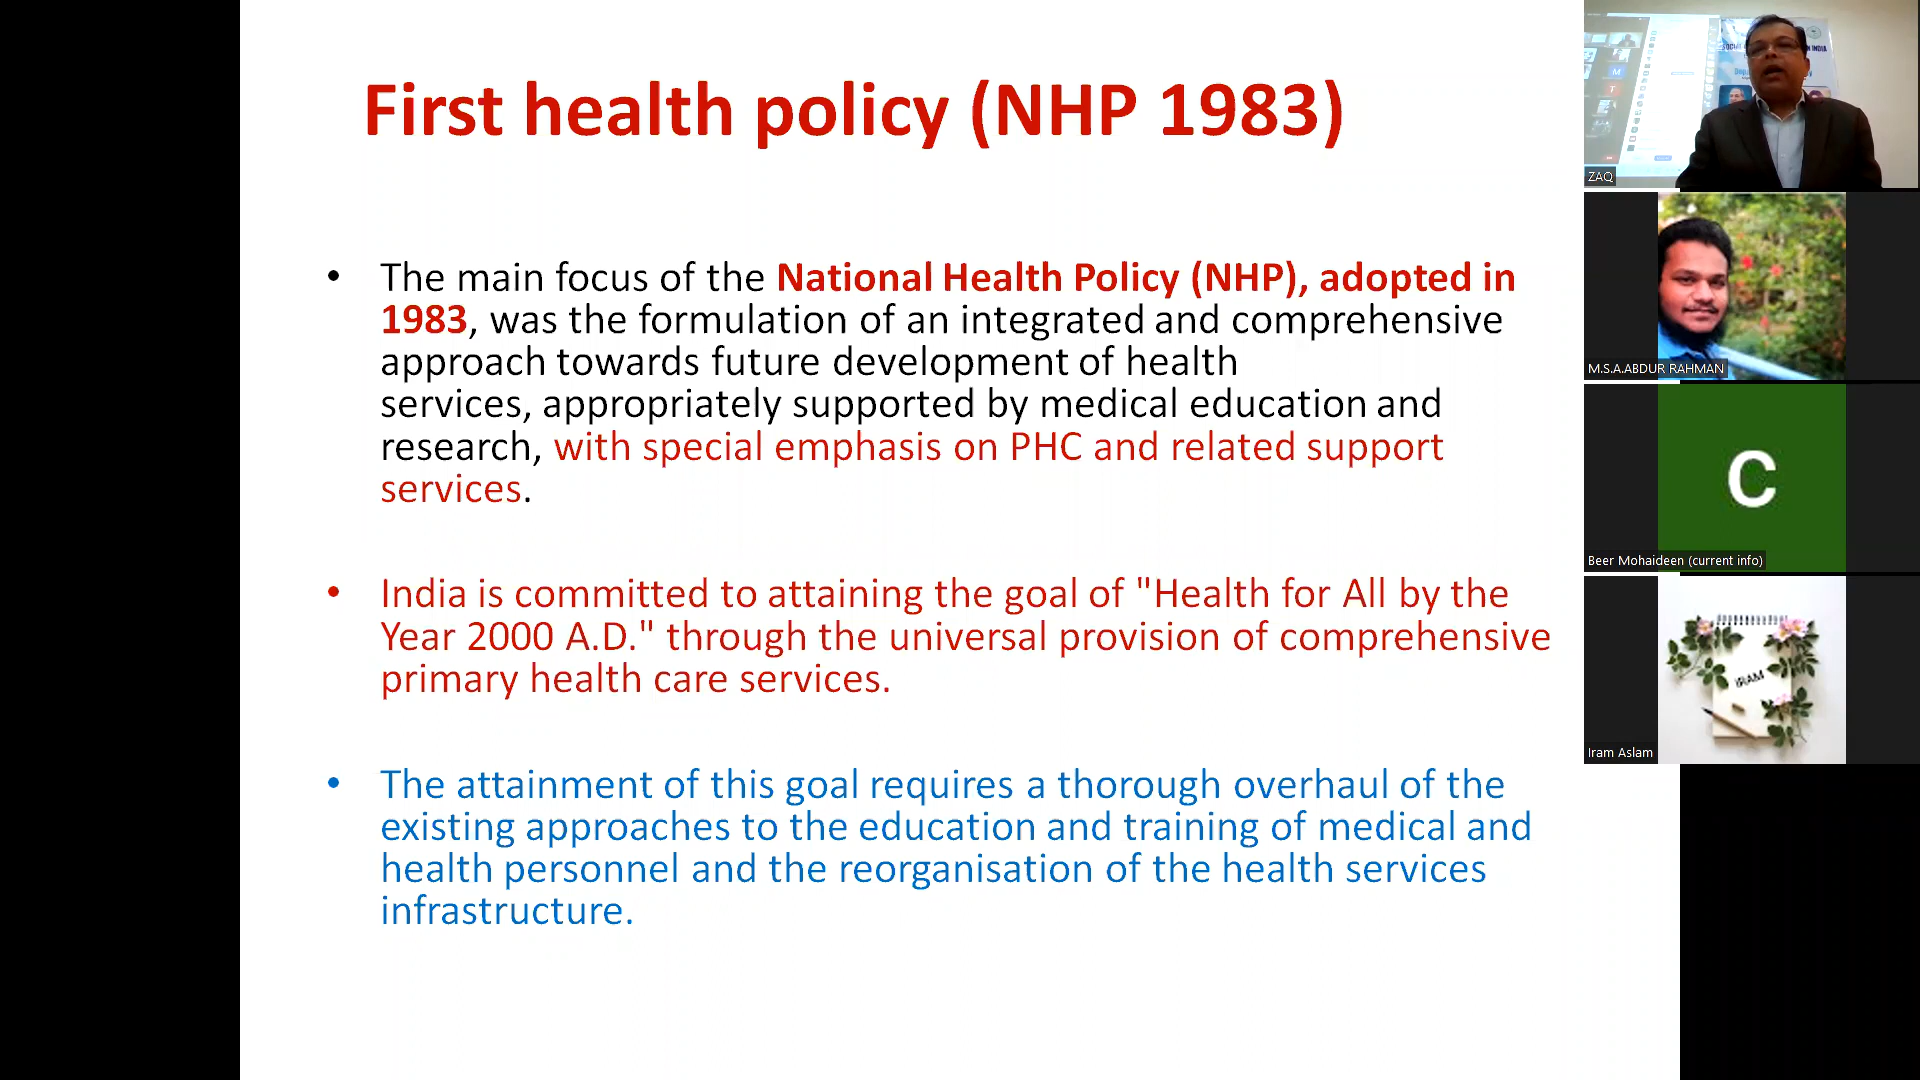 First health policy (NHP 1983)
• The main focus of the National Health Policy (NHP), adopted in
1983, was the formulation of an integrated and comprehensive
approach towards future development of health
services, appropriately supported by medical education and
research, with special emphasis on PHC and related support
services.
• India is committed to attaining the goal of "Health for All by the
Year 2000 A.D." through the universal provision of comprehensive
primary health care services.
• The attainment of this goal requires a thorough overhaul of the
existing approaches to the education and training of medical and
health personnel and the reorganisation of the health services
infrastructure.
ZAQ
M.S.A.ABDUR RAHMAN
C
Beer Mohaideen (current info)
IRAM
Iram Aslam